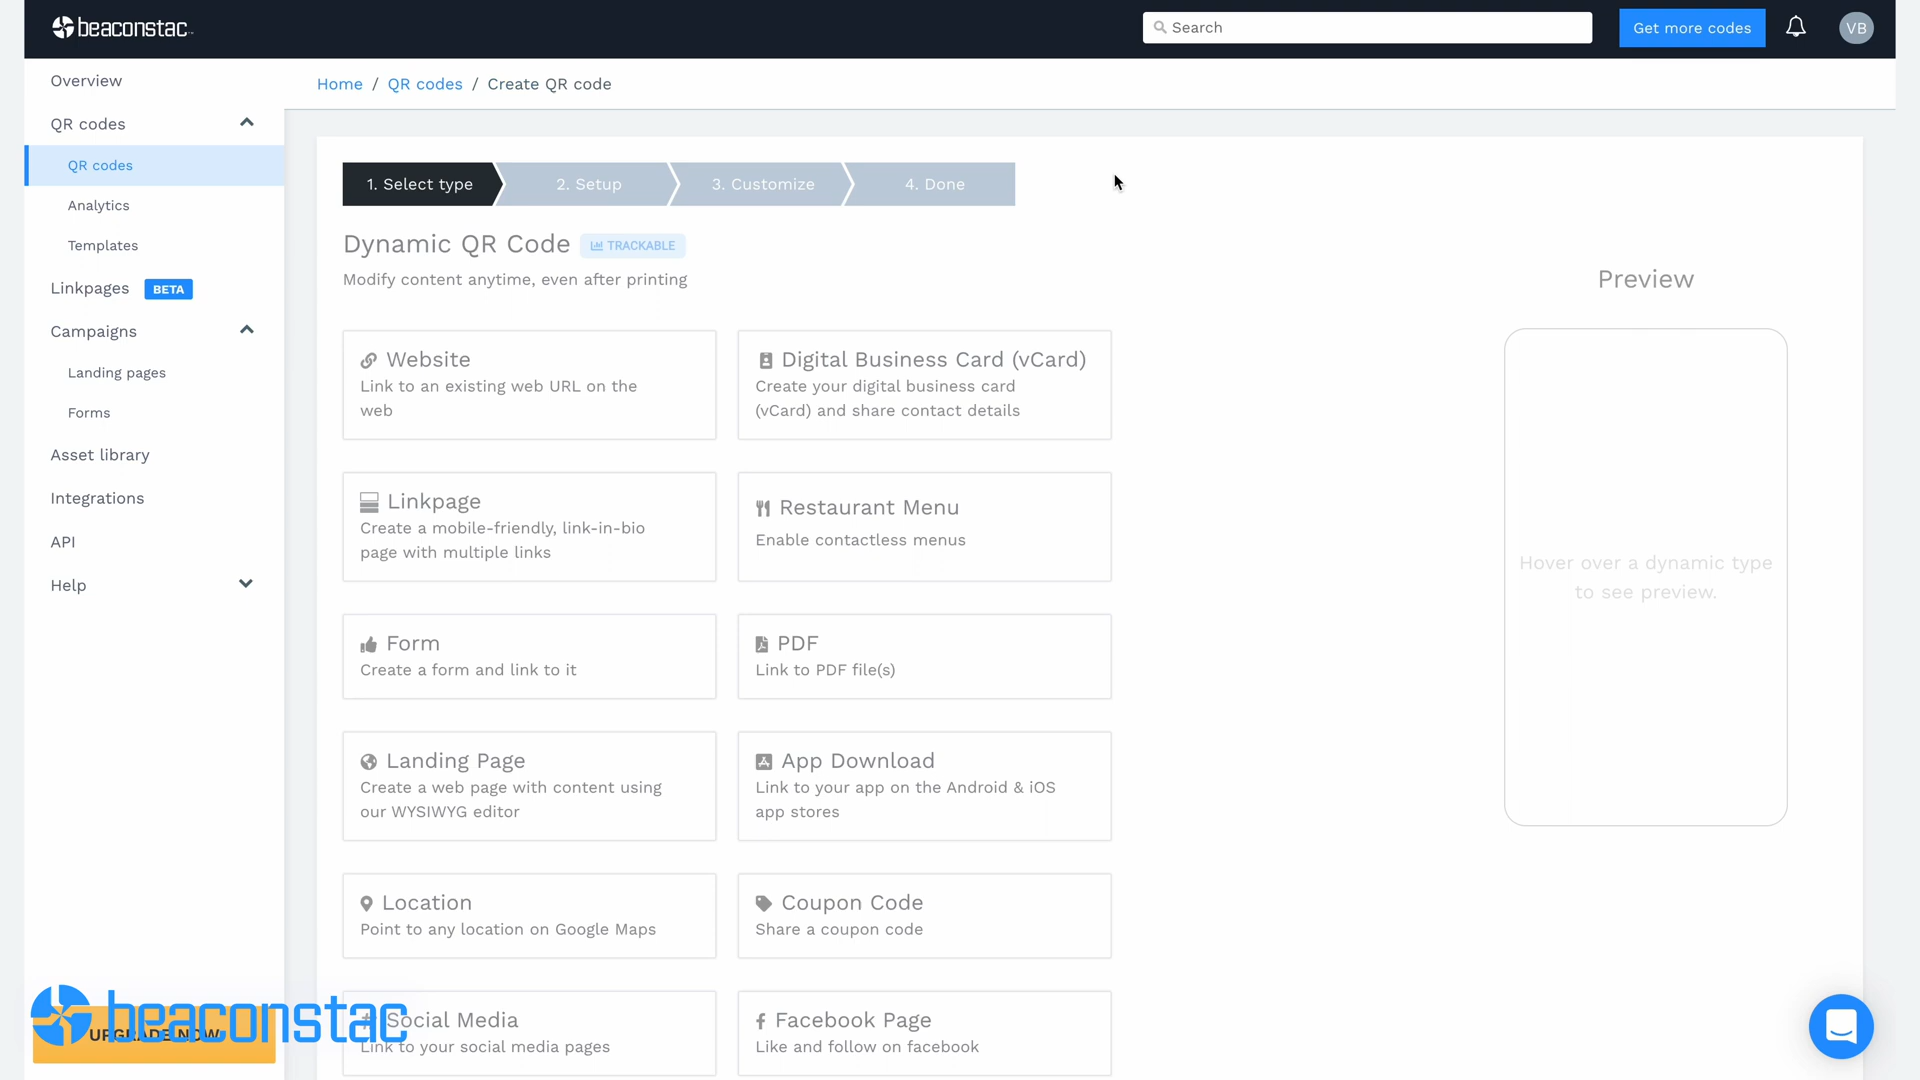 beaconstac
Search
Get more codes
VB
Overview
QR codes
QR codes
Analytics
Templates
Linkpages BETA
Campaigns
Landing pages
Forms
Asset library
Integrations
API
Help
Home / QR codes / Create QR code
1. Select type
2. Setup
3. Customize
4. Done
Dynamic QR Code TRACKABLE
Modify content anytime, even after printing
Website
Link to an existing web URL on the
web
Digital Business Card (vCard)
Create your digital business card
(vCard) and share contact details
Linkpage
Create a mobile-friendly, link-in-bio
page with multiple links
Restaurant Menu
Enable contactless menus
Form
Create a form and link to it
PDF
Link to PDF file(s)
Landing Page
Create a web page with content using
our WYSIWYG editor
App Download
Link to your app on the Android & iOS
app stores
Location
Point to any location on Google Maps
Coupon Code
Share a coupon code
Social Media
Link to your social media pages
Facebook Page
Like and follow on facebook
Preview
Hover over a dynamic type
to see preview.
UPGRADE NOW
beaconstac